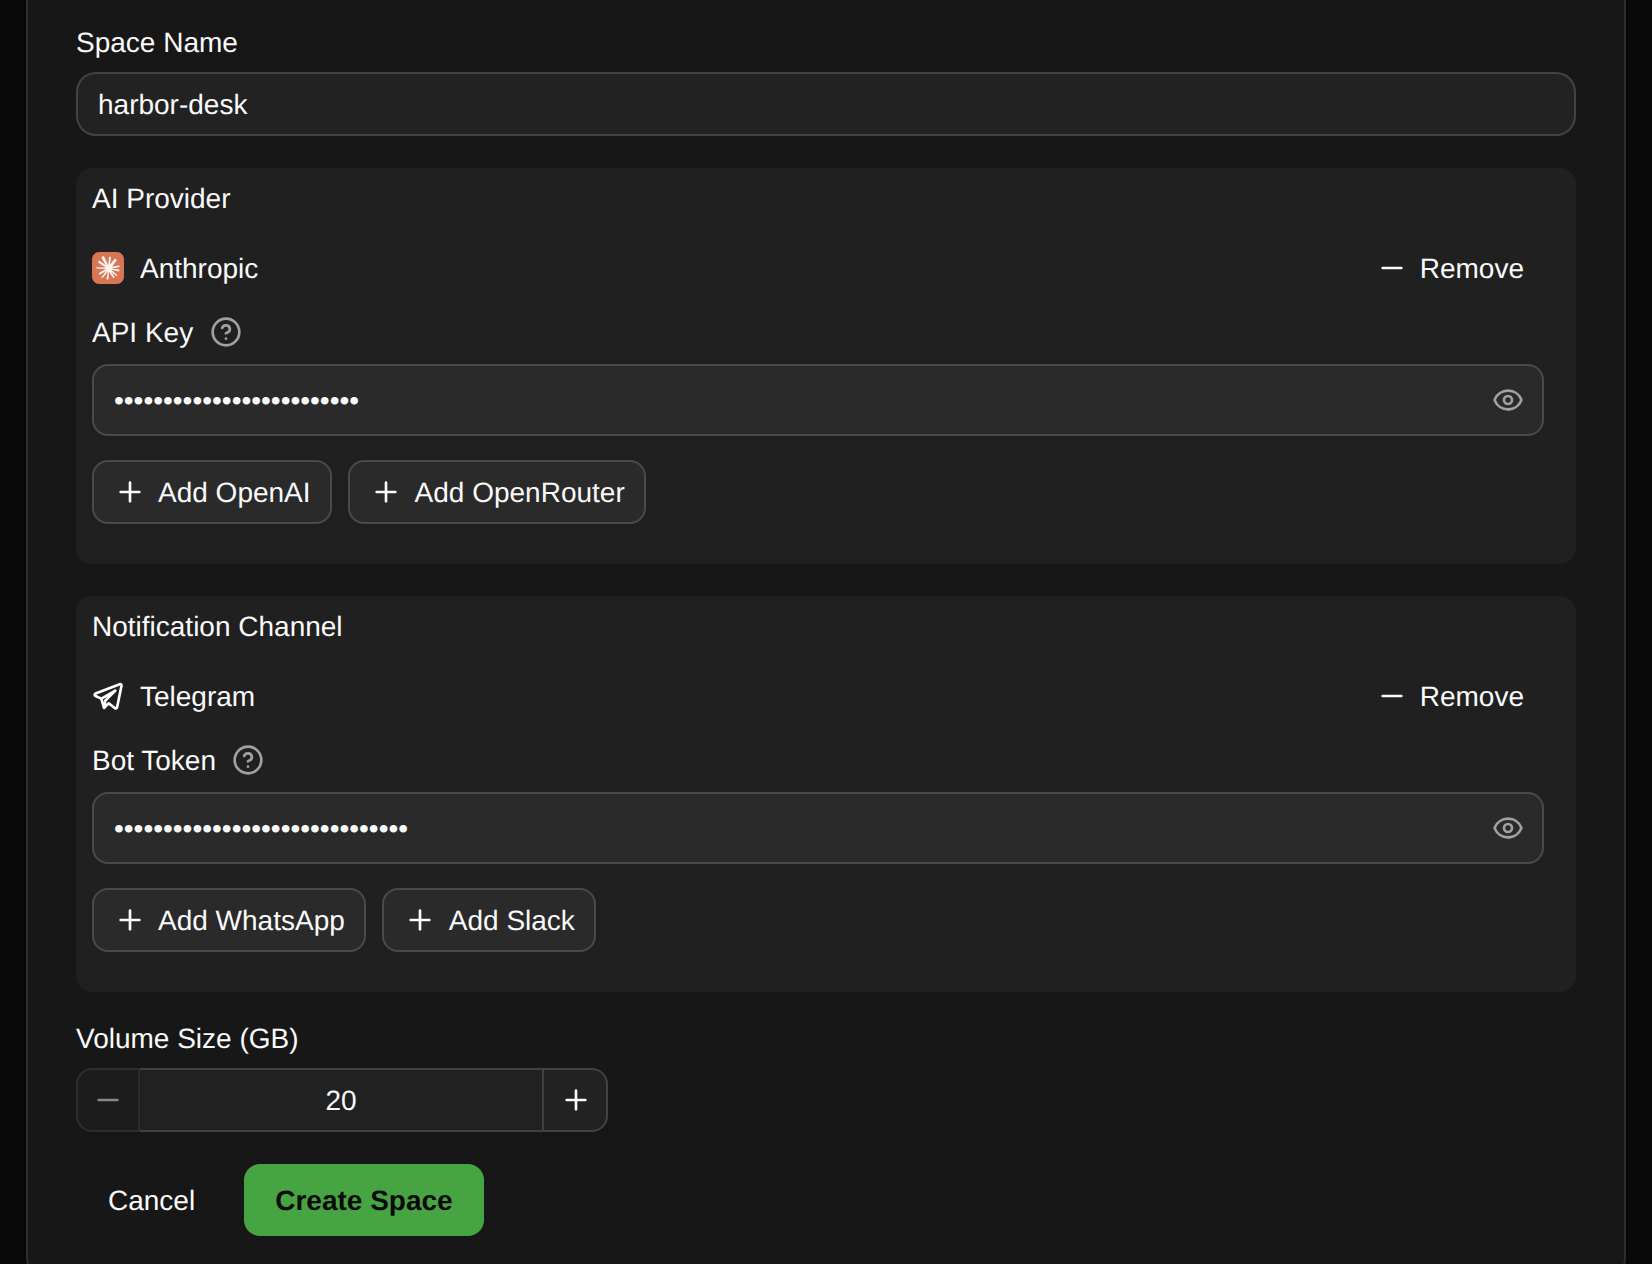 Space Name
harbor-desk
AI Provider
Anthropic
Remove
API Key
•••••••••••••••••••••••••
Add OpenAI
Add OpenRouter
Notification Channel
Telegram
Remove
Bot Token
••••••••••••••••••••••••••••••
Add WhatsApp
Add Slack
Volume Size (GB)
20
Cancel
Create Space